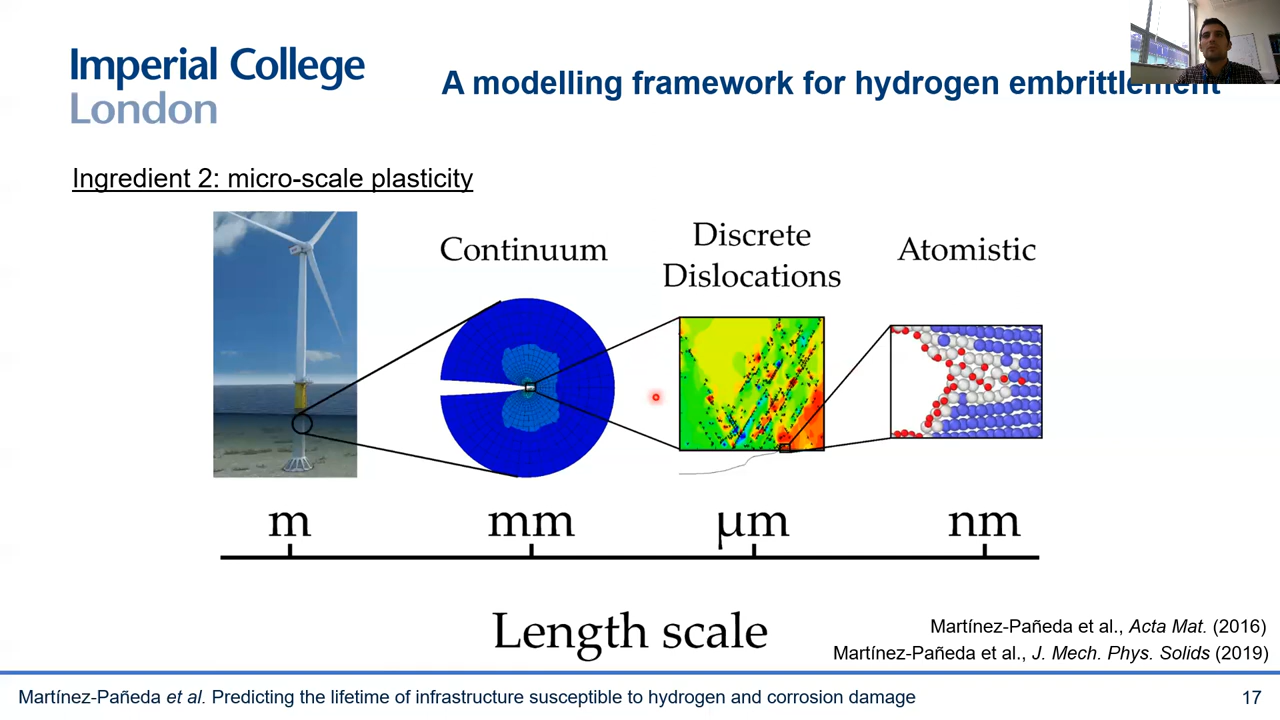 Imperial College
London
A modelling framework for hydrogen embrittlement
Ingredient 2: micro-scale plasticity
Continuum
Discrete
Dislocations
Atomistic
m
mm
μm
nm
Length scale
Martínez-Pañeda et al., Acta Mat. (2016)
Martínez-Pañeda et al., J. Mech. Phys. Solids (2019)
Martínez-Pañeda et al. Predicting the lifetime of infrastructure susceptible to hydrogen and corrosion damage
17